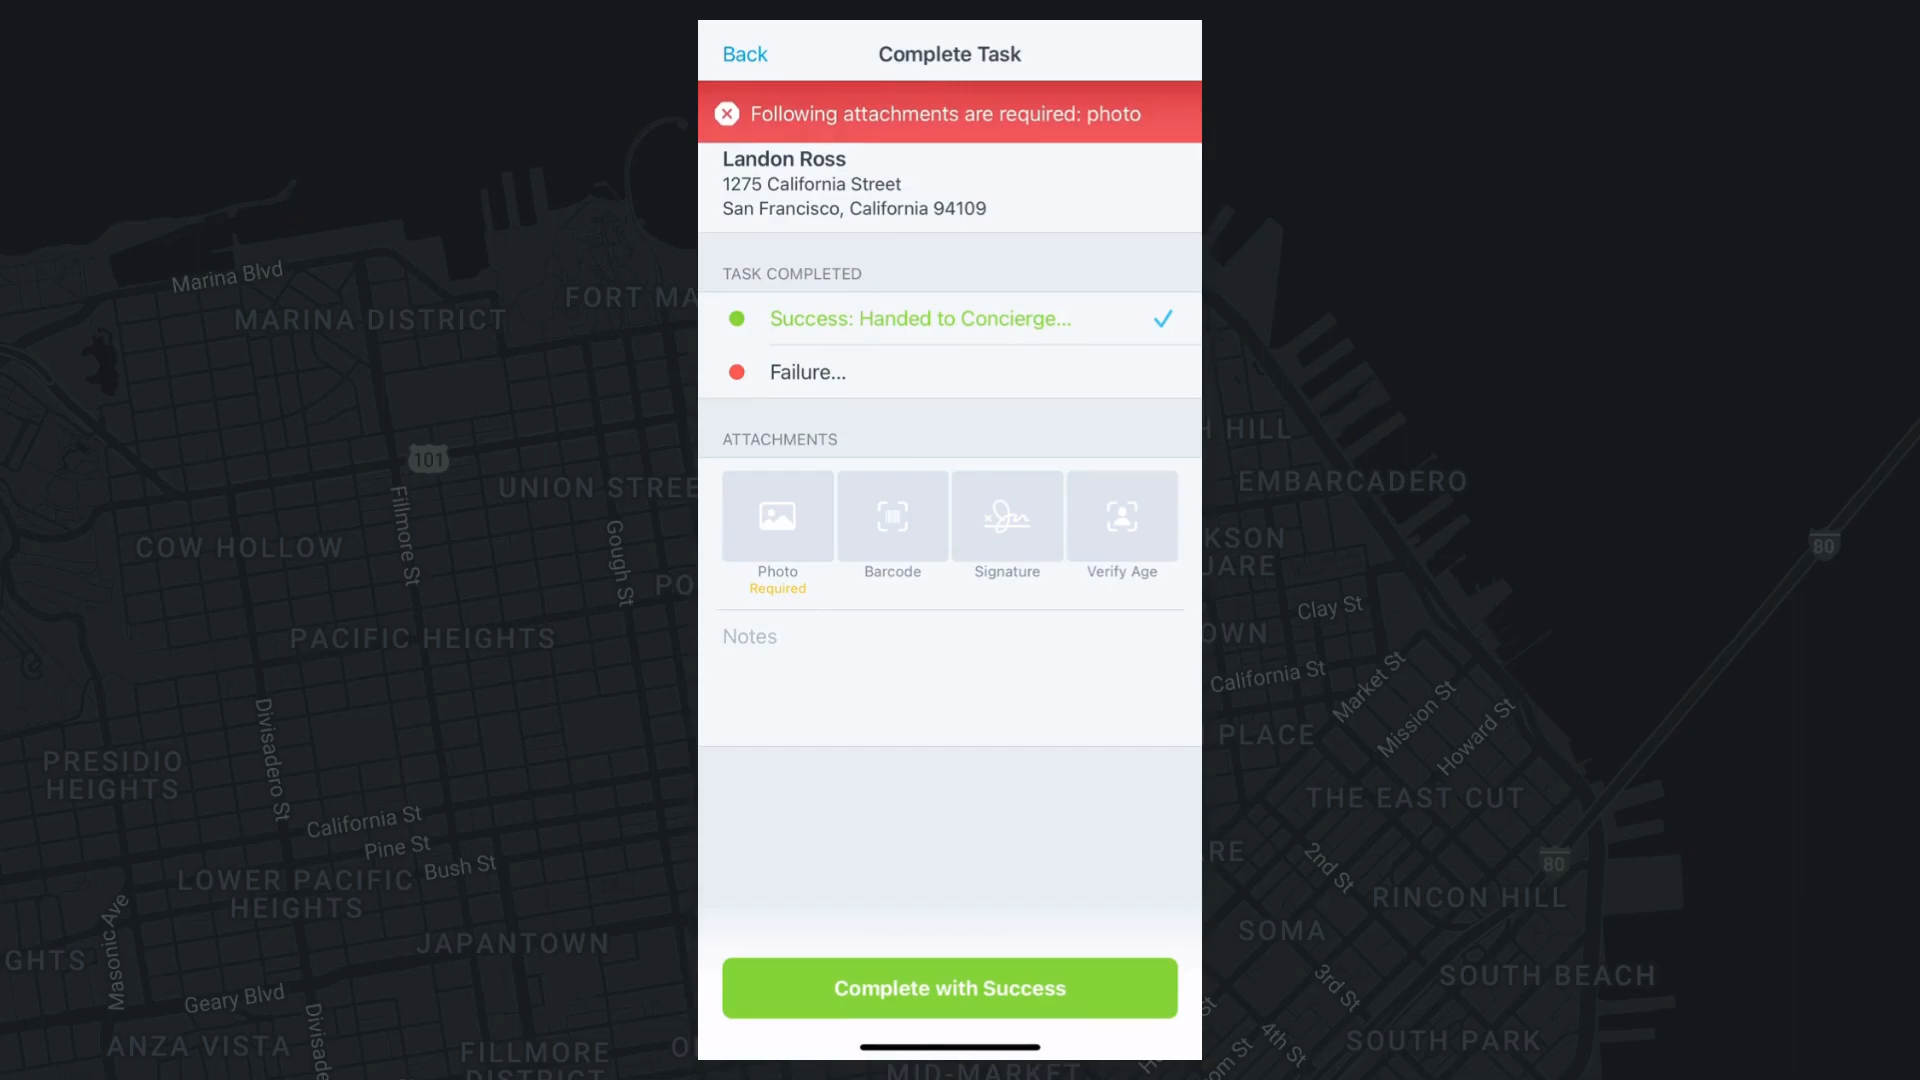 Back
Complete Task
Following attachments are required: photo
Landon Ross
1275 California Street
San Francisco, California 94109
TASK COMPLETED
Success: Handed to Concierge...
Failure...
ATTACHMENTS
Photo
Required
Barcode
Signature
Verify Age
Notes
Complete with Success
Marina Blvd
MARINA DISTRICT
FORT MA
101
UNION STREE
Fillmore St
Gough St
COW HOLLOW
PACIFIC HEIGHTS
Divisadero St
PRESIDIO
HEIGHTS
California St
Pine St
Bush St
LOWER PACIFIC
HEIGHTS
Masonic Ave
JAPANTOWN
GHTS
Geary Blvd
Divisade
ANZA VISTA
FILLMORE
DISTRICT
HILL
EMBARCADERO
KSON
UARE
80
Clay St
OWN
California St
Market St
Mission St
Howard St
PLACE
THE EAST CUT
80
2nd St
RINCON HILL
SOMA
SOUTH BEACH
3rd St
4th St
SOUTH PARK
MID-MARKET